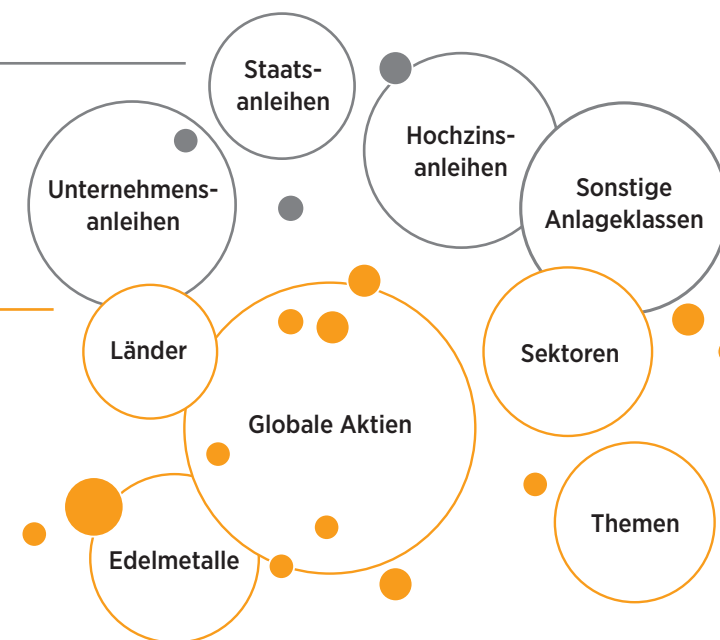 Staats-
anleihen
Hochzins-
anleihen
Unternehmens-
anleihen
Sonstige
Anlageklassen
Länder
Sektoren
Globale Aktien
Themen
Edelmetalle